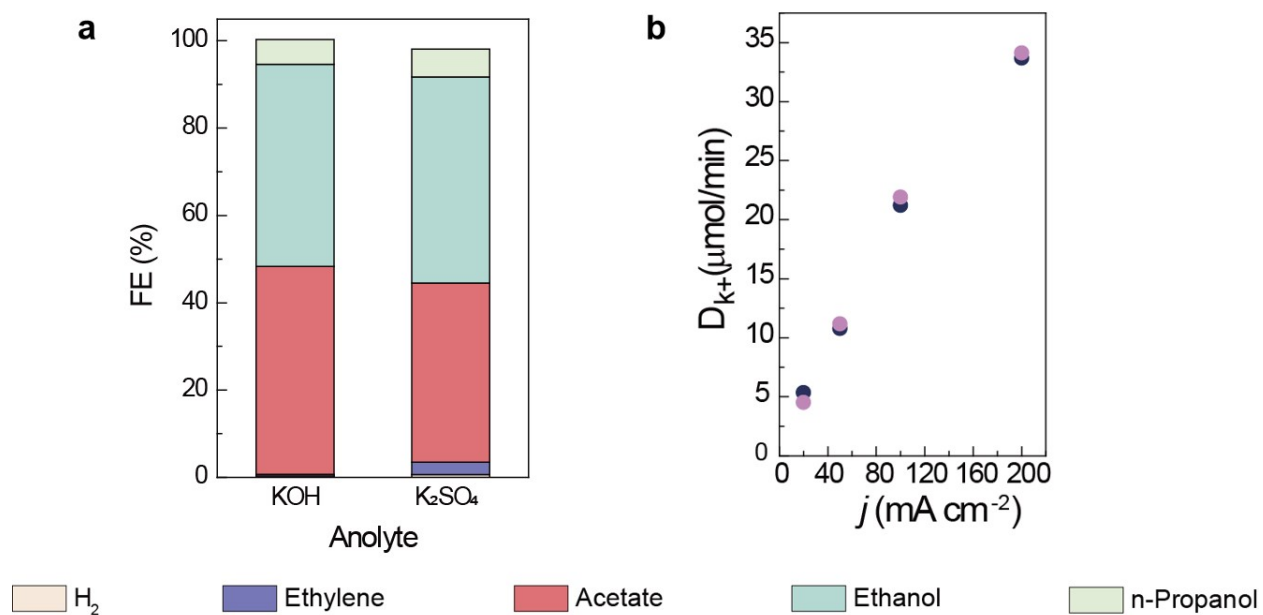 a
100
80
60
40
20
0
FE (%)
KOH
K₂SO₄
Anolyte
b
35
30
25
20
15
10
5
0
D_{k+}(μmol/min)
0 40 80 120 160 200
j (mA cm⁻²)
H₂ Ethylene Acetate Ethanol n-Propanol